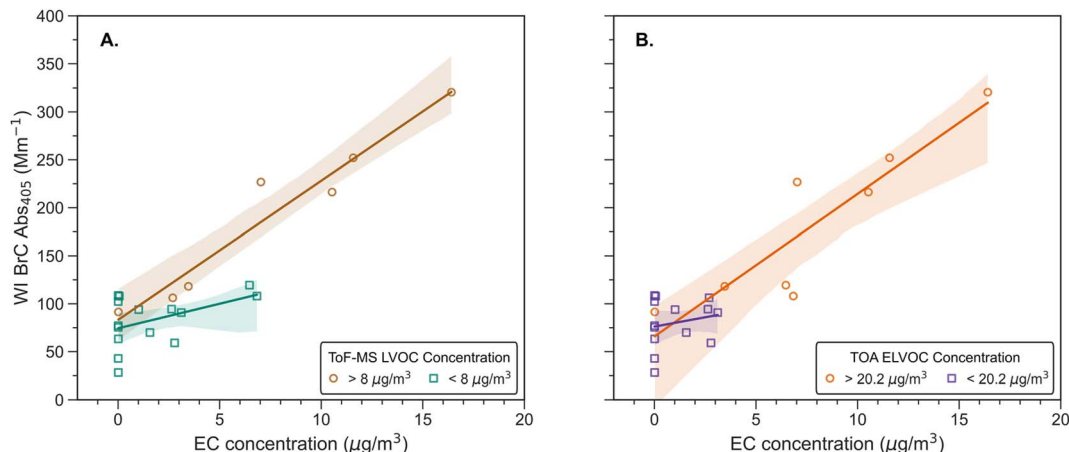 A.
B.
400
350
300
250
200
150
100
50
0
WI BrC Abs₄₀₅ (Mm⁻¹)
ToF-MS LVOC Concentration
> 8 μg/m³ < 8 μg/m³
TOA ELVOC Concentration
> 20.2 μg/m³ < 20.2 μg/m³
0 5 10 15 20
0 5 10 15 20
EC concentration (μg/m³)
EC concentration (μg/m³)